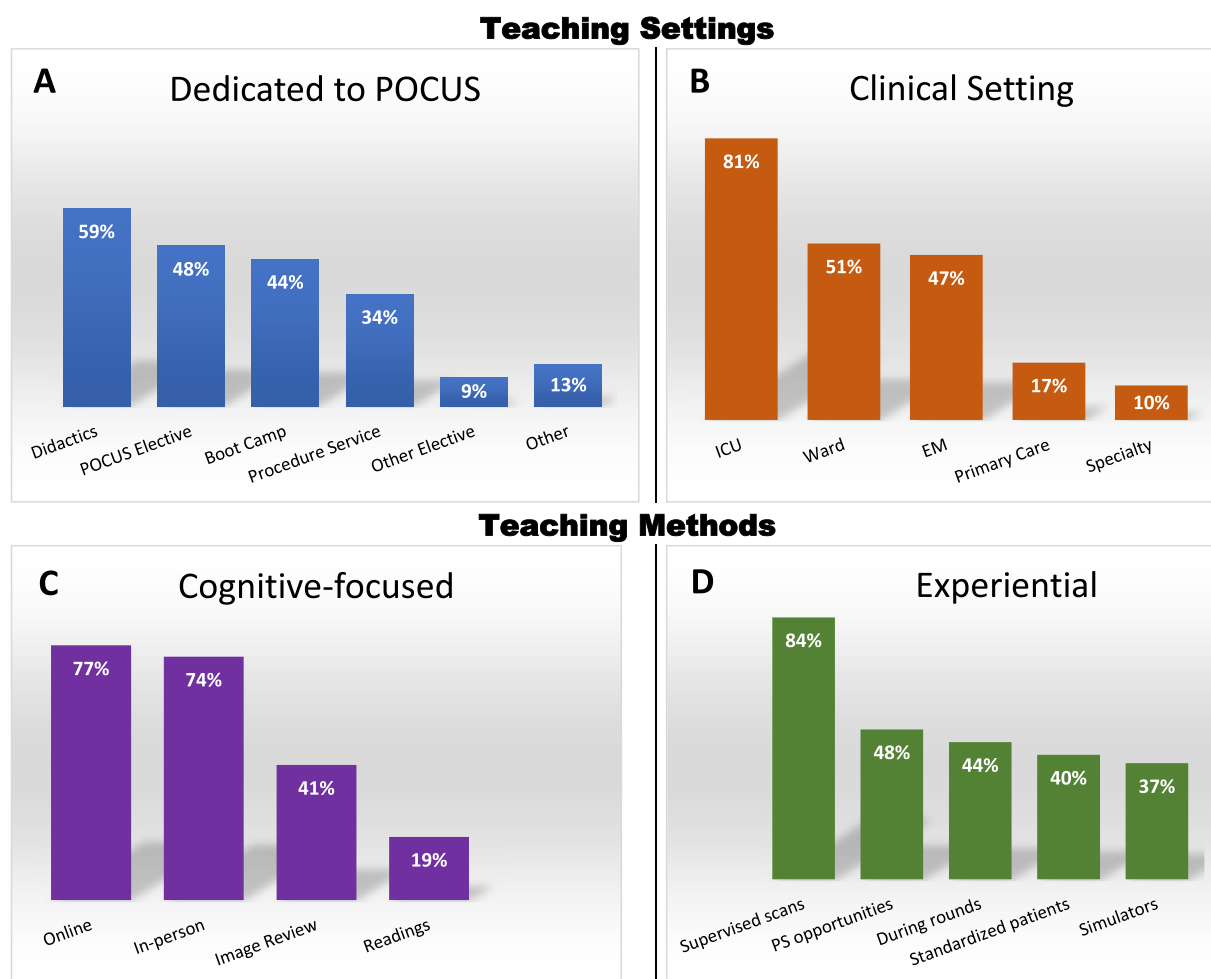 Teaching Settings
A
Dedicated to POCUS
59%
48%
44%
34%
9%
13%
Didactics
POCUS Elective
Boot Camp
Procedure Service
Other Elective
Other
B
Clinical Setting
81%
51%
47%
17%
10%
ICU
Ward
EM
Primary Care
Specialty
Teaching Methods
C
Cognitive-focused
77%
74%
41%
19%
Online
In-person
Image Review
Readings
D
Experiential
84%
48%
44%
40%
37%
Supervised scans
PS opportunities
During rounds
Standardized patients
Simulators